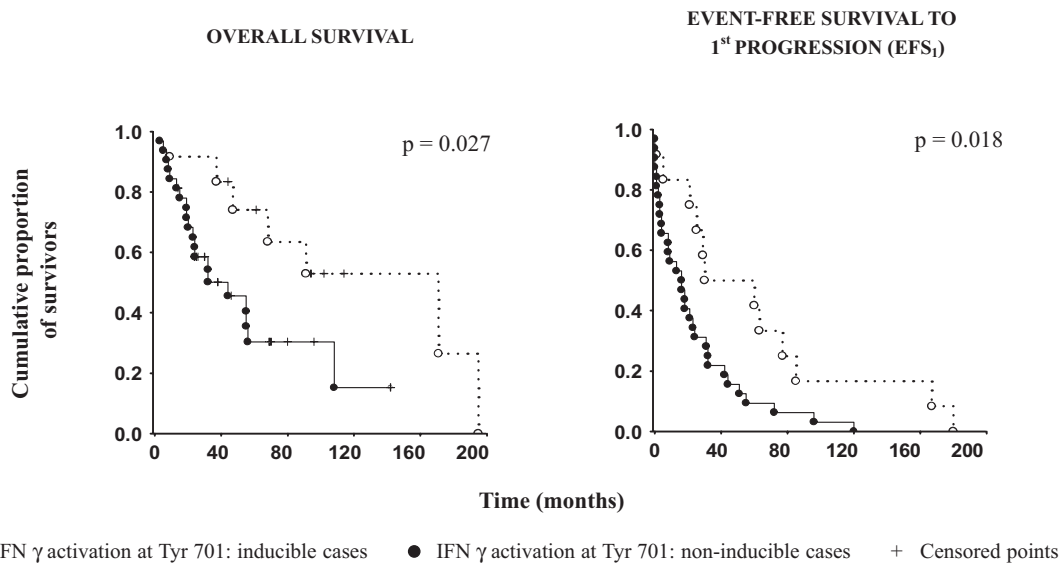 OVERALL SURVIVAL
EVENT-FREE SURVIVAL TO
1st PROGRESSION (EFS1)
p = 0.027
p = 0.018
Cumulative proportion
of survivors
1.0
0.8
0.6
0.4
0.2
0.0
0 40 80 120 160 200
1.0
0.8
0.6
0.4
0.2
0.0
0 40 80 120 160 200
Time (months)
FN γ activation at Tyr 701: inducible cases ● IFN γ activation at Tyr 701: non-inducible cases + Censored points